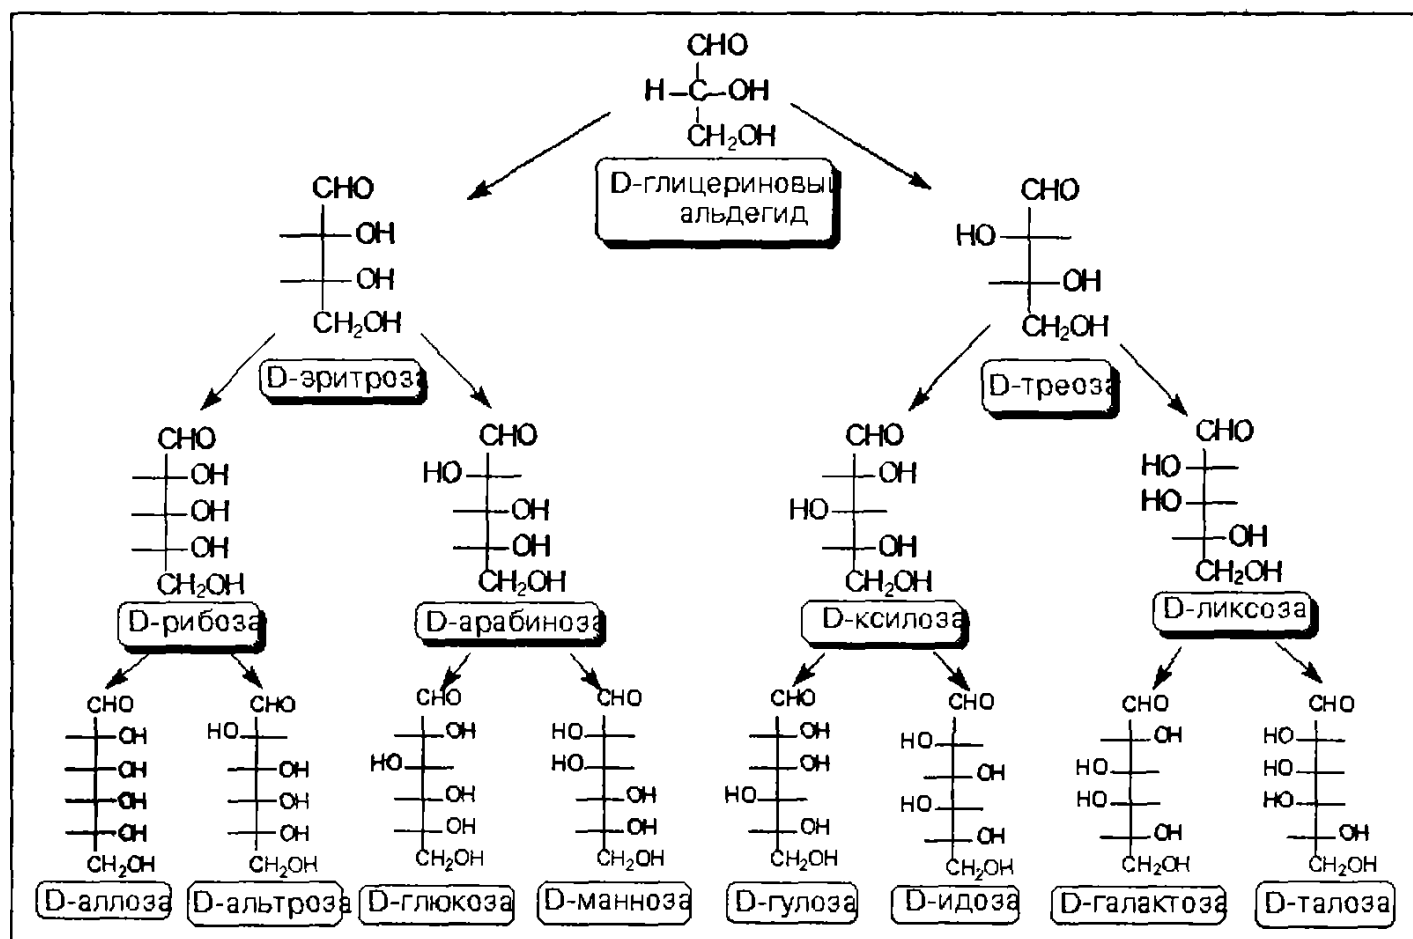 CHO
H C OH
CH₂OH
D-глицериновый
альдегид
CHO
OH
OH
CH₂OH
D-эритроза
CHO
HO
OH
CH₂OH
D-треоза
CHO
OH
OH
OH
CH₂OH
D-рибоза
CHO
HO
OH
OH
CH₂OH
D-арабиноза
CHO
OH
HO
OH
CH₂OH
D-ксилоза
CHO
HO
HO
OH
CH₂OH
D-ликсоза
CHO
OH
OH
OH
OH
CH₂OH
D-аллоза
CHO
HO
OH
OH
OH
CH₂OH
D-альтроза
CHO
OH
HO
OH
OH
CH₂OH
D-глюкоза
CHO
HO
HO
OH
OH
CH₂OH
D-манноза
CHO
OH
OH
HO
OH
CH₂OH
D-гулоза
CHO
HO
OH
HO
OH
CH₂OH
D-идоза
CHO
OH
HO
HO
OH
CH₂OH
D-галактоза
CHO
HO
HO
HO
OH
CH₂OH
D-талоза